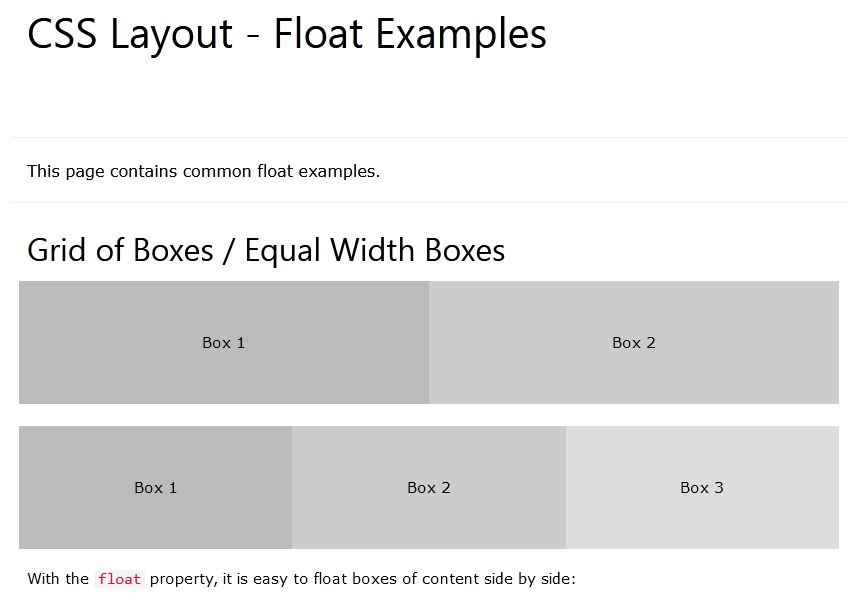 CSS Layout - Float Examples
This page contains common float examples.
Grid of Boxes / Equal Width Boxes
Box 1
Box 2
Box 1
Box 2
Box 3
With the float property, it is easy to float boxes of content side by side: